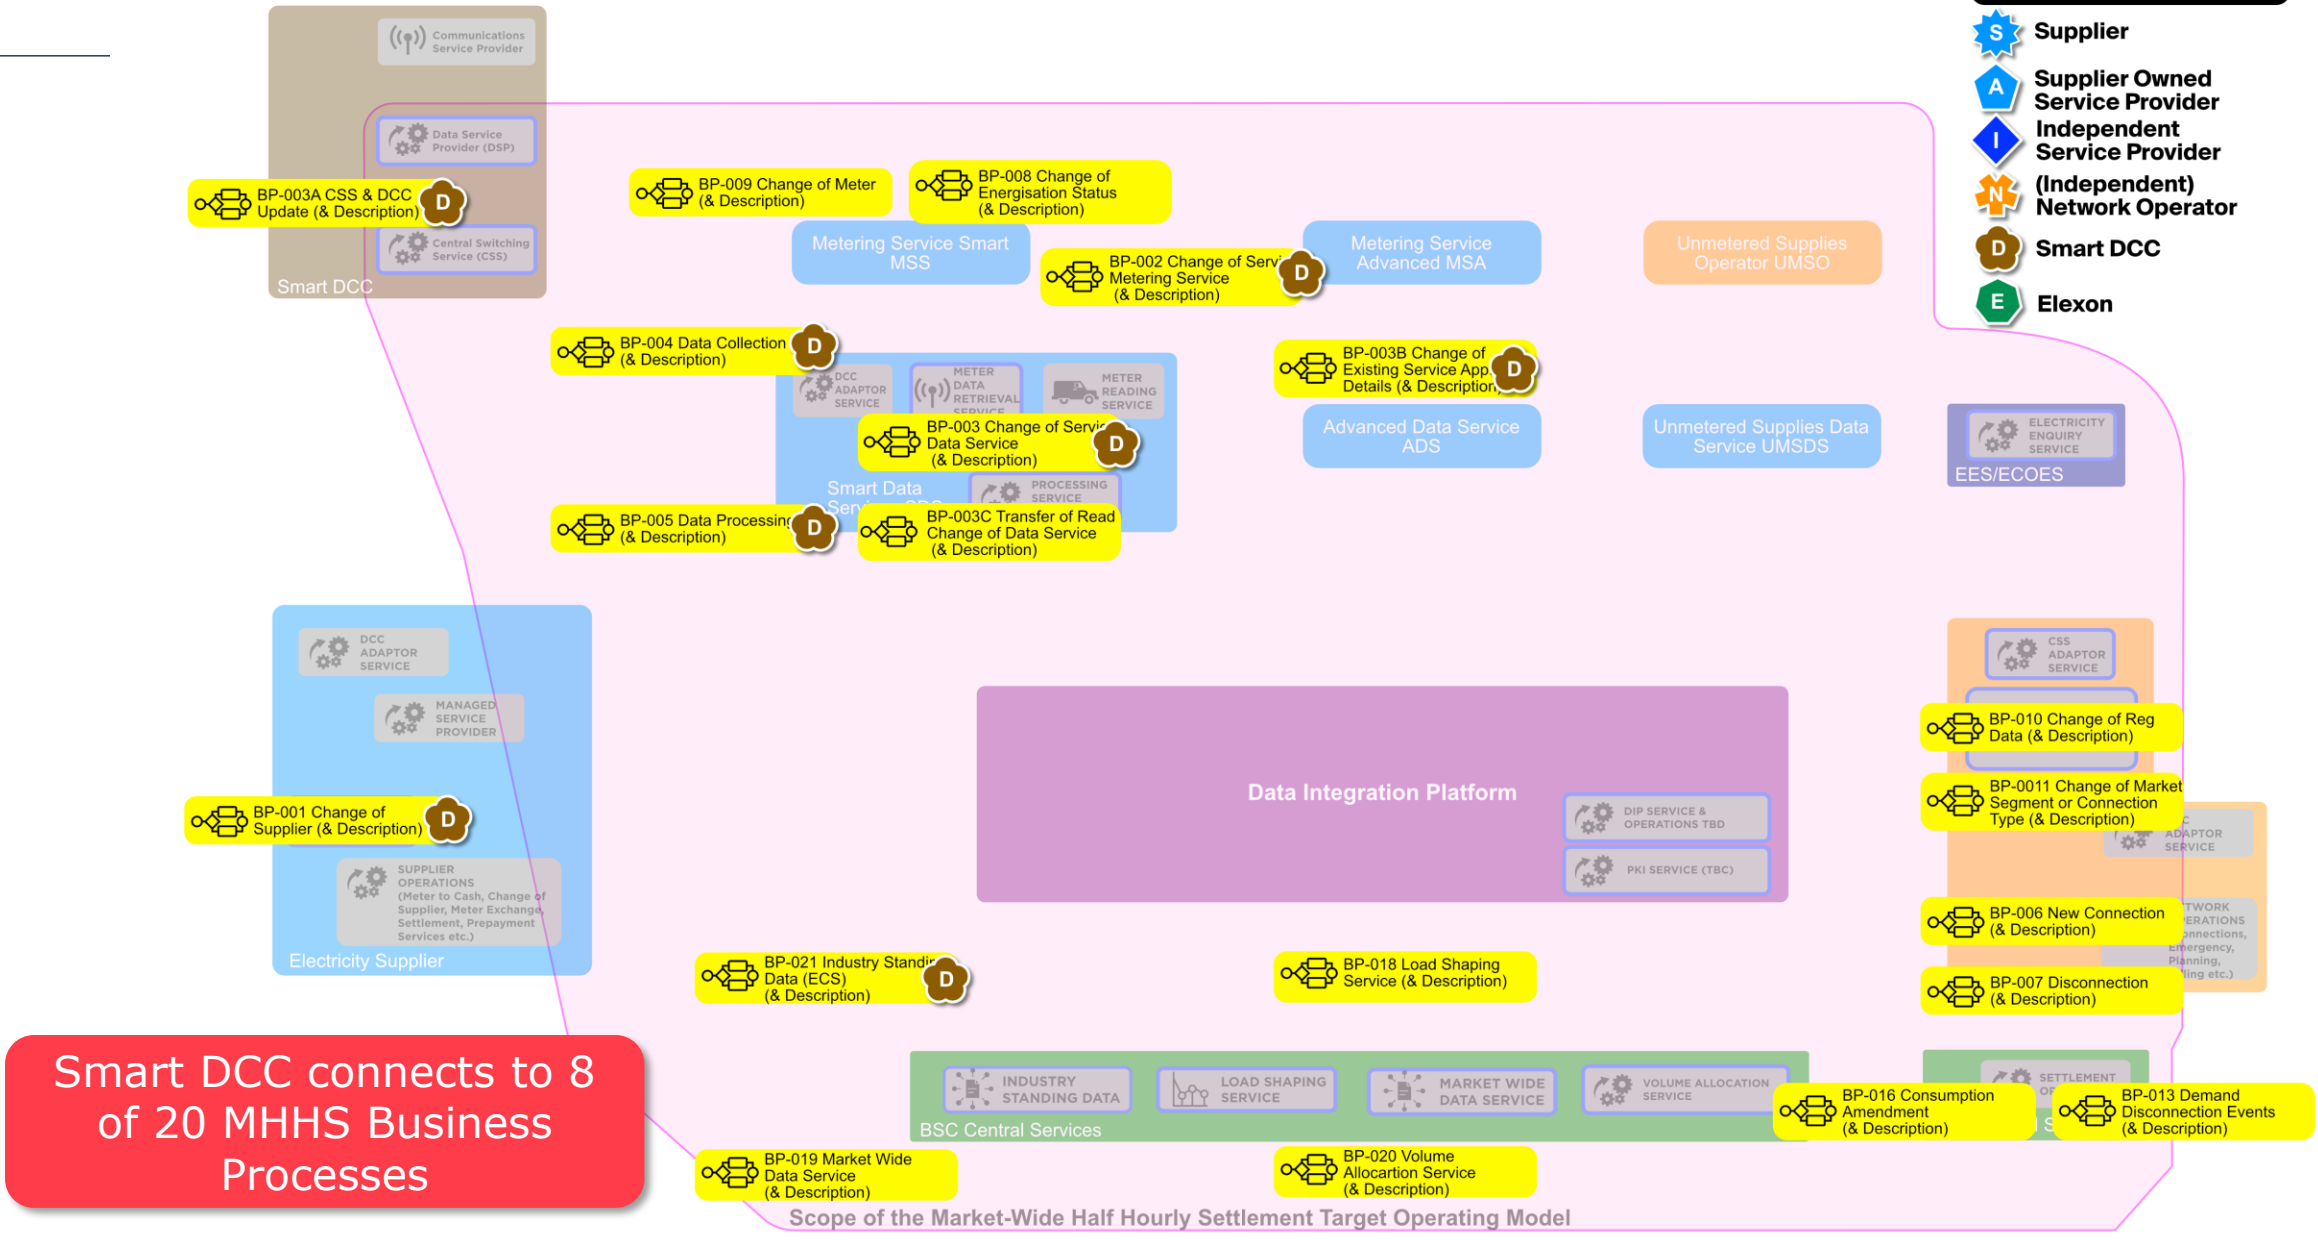 Communications
Service Provider
Data Service
Provider (DSP)
BP-003A CSS & DCC
Update (& Description)
D
Central Switching
Service (CSS)
Smart DCC
BP-009 Change of Meter
(& Description)
BP-008 Change of
Energisation Status
(& Description)
Metering Service Smart
MSS
BP-002 Change of
Metering Service
(& Description)
D
Metering Service
Advanced MSA
Unmetered Supplies
Operator UMSO
S
Supplier
A
Supplier Owned
Service Provider
I
Independent
Service Provider
N
(Independent)
Network Operator
D
Smart DCC
E
Elexon
BP-004 Data Collection
(& Description)
D
DCC
ADAPTOR
SERVICE
METER
DATA
RETRIEVAL
SERVICE
METER
READING
SERVICE
BP-003B Change of
Existing Service App
Details (& Description
D
BP-003 Change of
Data Service
(& Description)
D
Advanced Data Service
ADS
Unmetered Supplies Data
Service UMSDS
ELECTRICITY
ENQUIRY
SERVICE
EES/ECOES
Smart Data
PROCESSING
SERVICE
BP-005 Data Processing
(& Description)
D
BP-003C Transfer of Read
Change of Data Service
(& Description)
DCC
ADAPTOR
SERVICE
MANAGED
SERVICE
PROVIDER
BP-001 Change of
Supplier (& Description)
D
SUPPLIER
OPERATIONS
(Meter to Cash, Change of
Supplier, Meter Exchange,
Settlement, Prepayment
Services etc.)
Electricity Supplier
Data Integration Platform
DIP SERVICE &
OPERATIONS TBD
PKI SERVICE (TBC)
CSS
ADAPTOR
SERVICE
BP-010 Change of Reg
Data (& Description)
BP-0011 Change of Market
Segment or Connection
Type (& Description)
ADAPTOR
SERVICE
BP-006 New Connection
(& Description)
Emergency,
Planning,
etc.)
BP-007 Disconnection
(& Description)
BP-021 Industry
Data (ECS)
(& Description)
D
BP-018 Load Shaping
Service (& Description)
Smart DCC connects to 8
of 20 MHHS Business
Processes
INDUSTRY
STANDING DATA
LOAD SHAPING
SERVICE
MARKET WIDE
DATA SERVICE
VOLUME ALLOCATION
SERVICE
BSC Central Services
SETTLEMENT
BP-016 Consumption
Amendment
(& Description)
BP-013 Demand
Disconnection Events
(& Description)
BP-019 Market Wide
Data Service
(& Description)
BP-020 Volume
Allocartion Service
(& Description)
Scope of the Market-Wide Half Hourly Settlement Target Operating Model